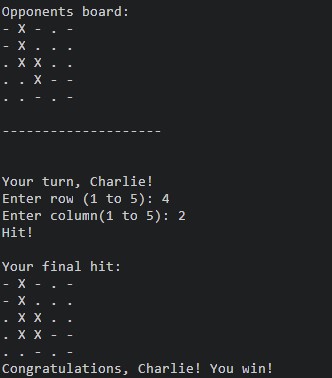 Opponents board:
- X - . -
- X . . .
. X X . .
. . X - -
. . - . -
--------------------
Your turn, Charlie!
Enter row (1 to 5): 4
Enter column(1 to 5): 2
Hit!
Your final hit:
- X - . -
- X . . .
. X X . .
. X X - -
. . - . -
Congratulations, Charlie! You win!